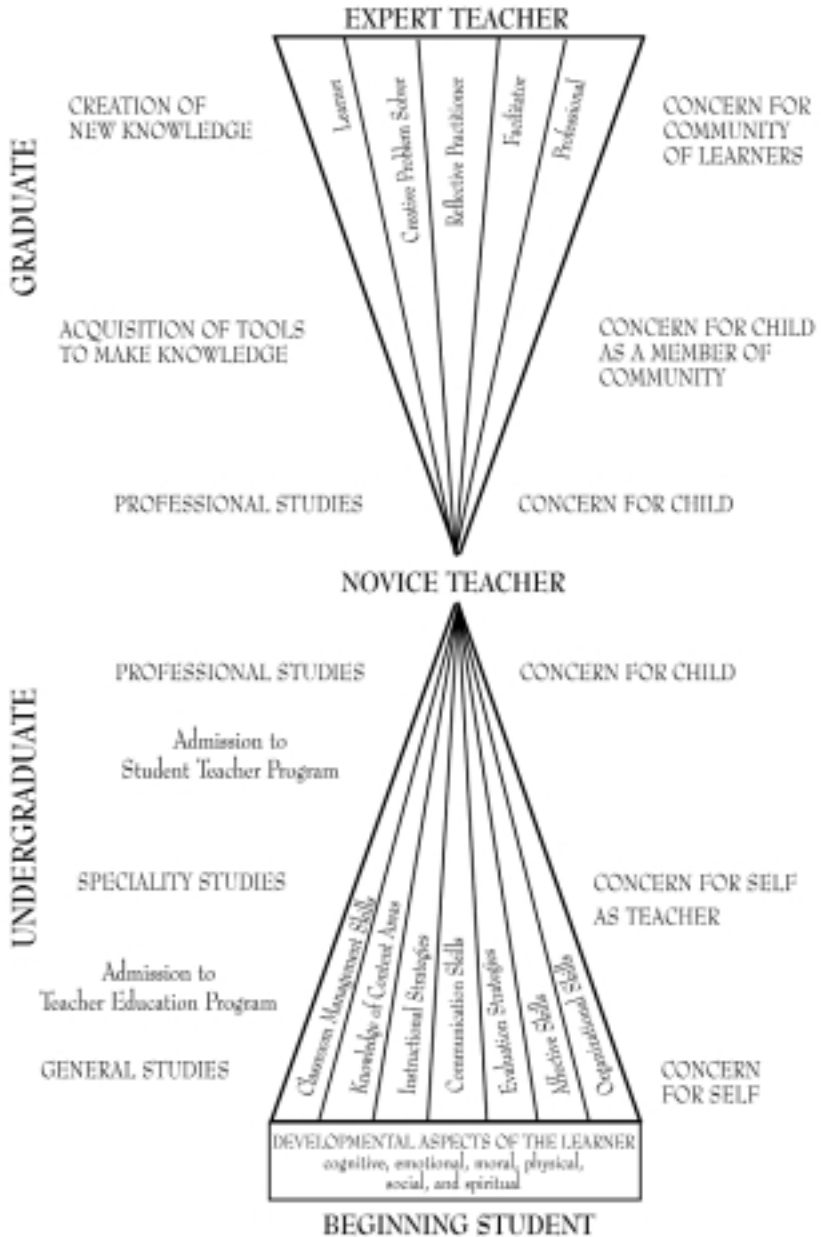 EXPERT TEACHER
GRADUATE
CREATION OF
NEW KNOWLEDGE
Learner
Creative Problem Solver
Reflective Practitioner
Facilitator
Professional
CONCERN FOR
COMMUNITY
OF LEARNERS
ACQUISITION OF TOOLS
TO MAKE KNOWLEDGE
CONCERN FOR CHILD
AS A MEMBER OF
COMMUNITY
PROFESSIONAL STUDIES
CONCERN FOR CHILD
NOVICE TEACHER
UNDERGRADUATE
PROFESSIONAL STUDIES
CONCERN FOR CHILD
Admission to
Student Teacher Program
SPECIALITY STUDIES
CONCERN FOR SELF
AS TEACHER
Admission to
Teacher Education Program
GENERAL STUDIES
Classroom Management Skills
Knowledge of Content Areas
Instructional Strategies
Communication Skills
Evaluation Strategies
Affective Skills
Organizational Skills
CONCERN
FOR SELF
DEVELOPMENTAL ASPECTS OF THE LEARNER
cognitive, emotional, moral, physical,
social, and spiritual
BEGINNING STUDENT